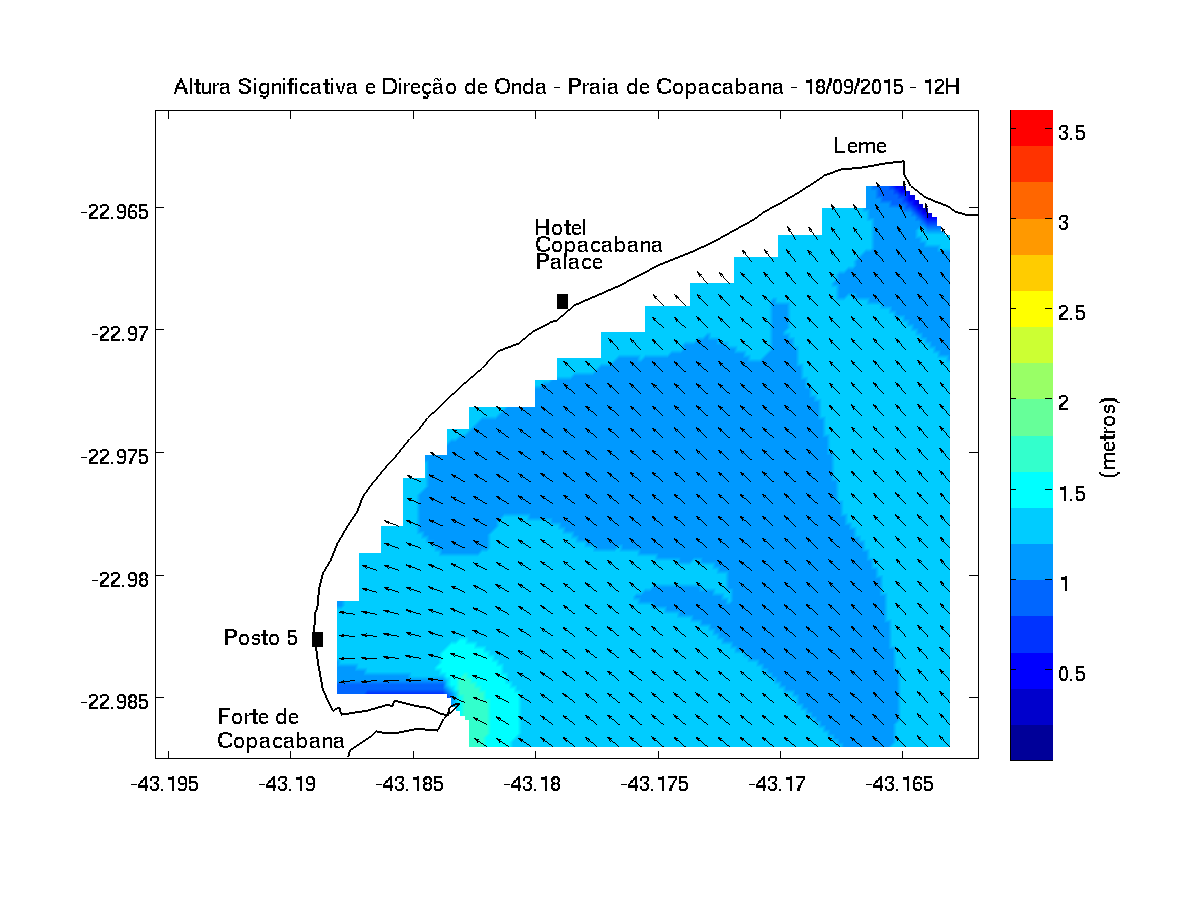 Altura Significativa e Direção de Onda - Praia de Copacabana - 18/09/2015 - 12H
Leme
Hotel
Copacabana
Palace
Posto 5
Forte de
Copacabana
-22.965
-22.97
-22.975
-22.98
-22.985
-43.195
-43.19
-43.185
-43.18
-43.175
-43.17
-43.165
3.5
3
2.5
2
1.5
1
0.5
(metros)